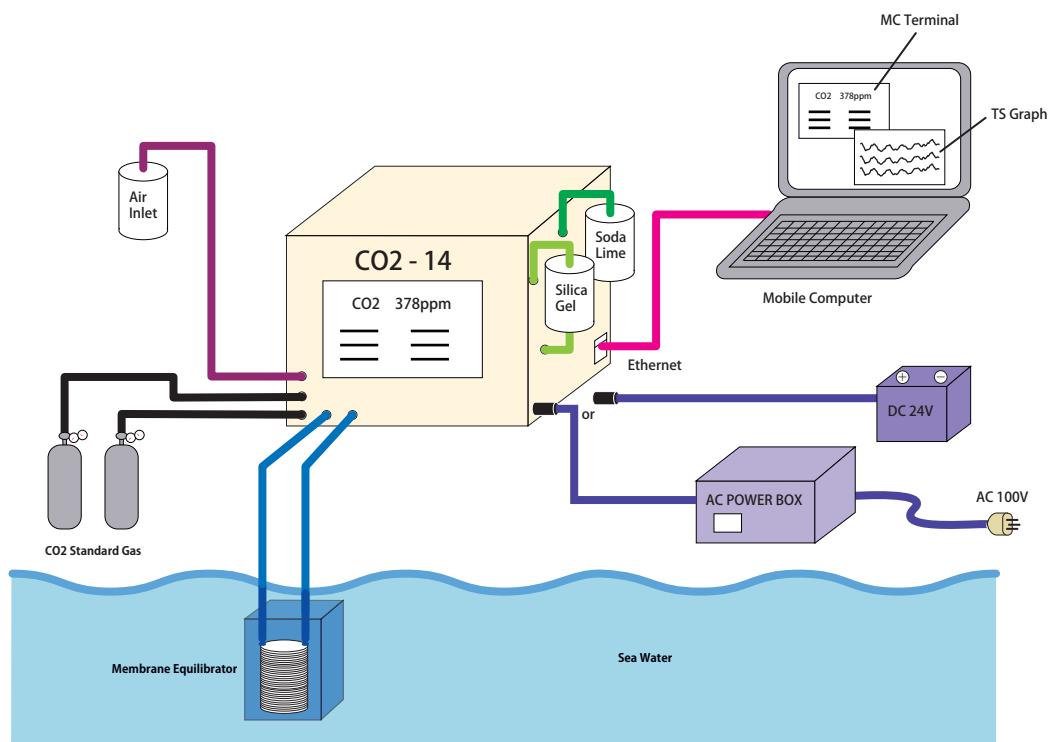 MC Terminal
CO2 378ppm
TS Graph
Air
Inlet
Soda
Lime
CO2 - 14
Silica
Gel
CO2 378ppm
Mobile Computer
Ethernet
or
+ −
DC 24V
AC POWER BOX
AC 100V
CO2 Standard Gas
Membrane Equilibrator
Sea Water